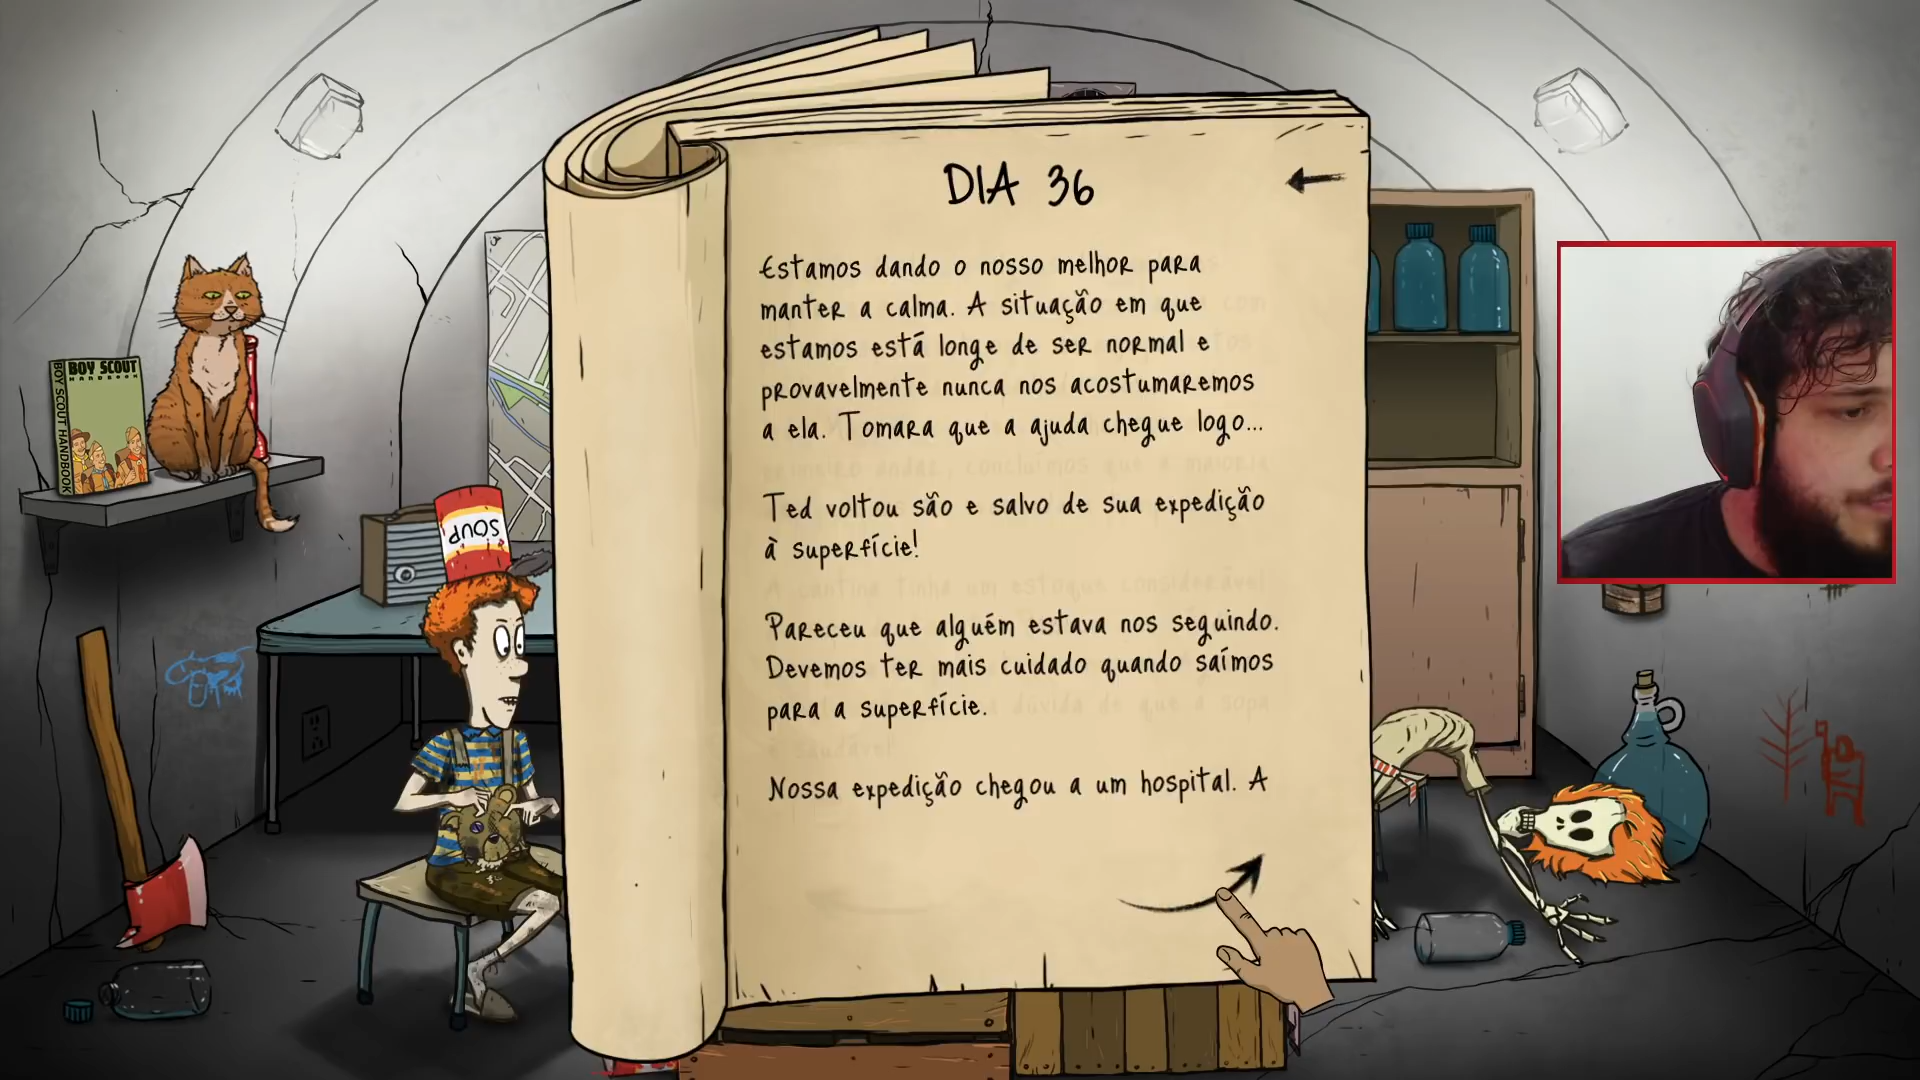 DIA 36
Estamos dando o nosso melhor para
manter a calma. A situação em que
estamos está longe de ser normal e
provavelmente nunca nos acostumaremos
a ela. Tomara que a ajuda chegue logo...
Ted voltou são e salvo de sua expedição
à superfície!
Pareceu que alguém estava nos seguindo.
Devemos ter mais cuidado quando saímos
para a superfície.
Nossa expedição chegou a um hospital. A
BOY SCOUT
HANDBOOK
BOY SCOUT HANDBOOK
SOUP